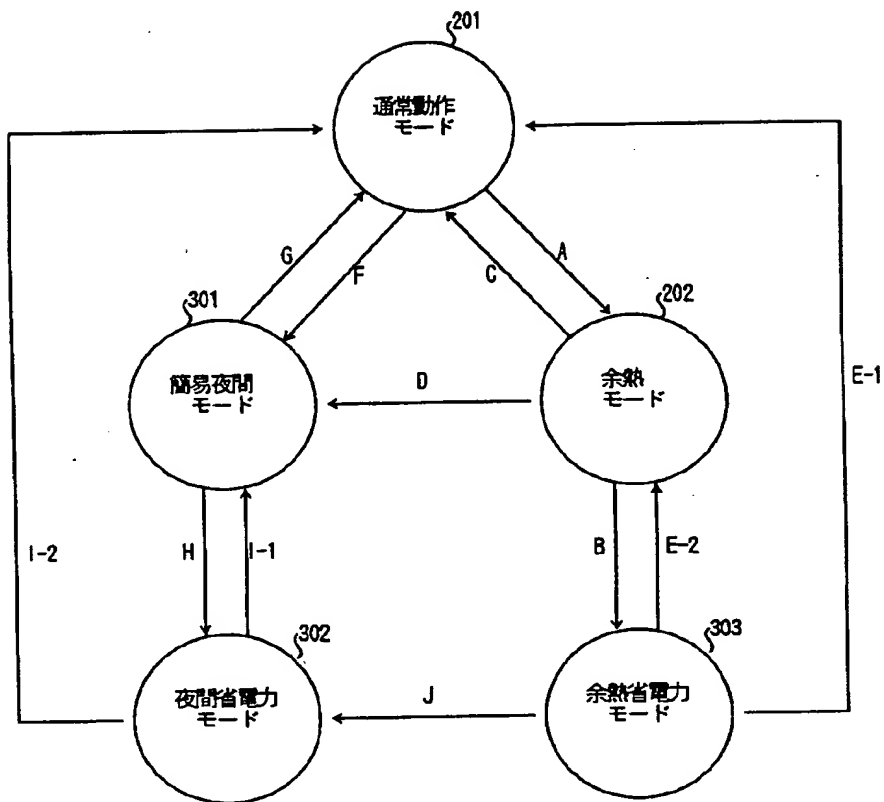 201
通常動作
モード
G
F
C
A
301
202
簡易夜間
モード
D
余熱
モード
E-1
I-2
H
I-1
B
E-2
302
303
夜間省電力
モード
J
余熱省電力
モード